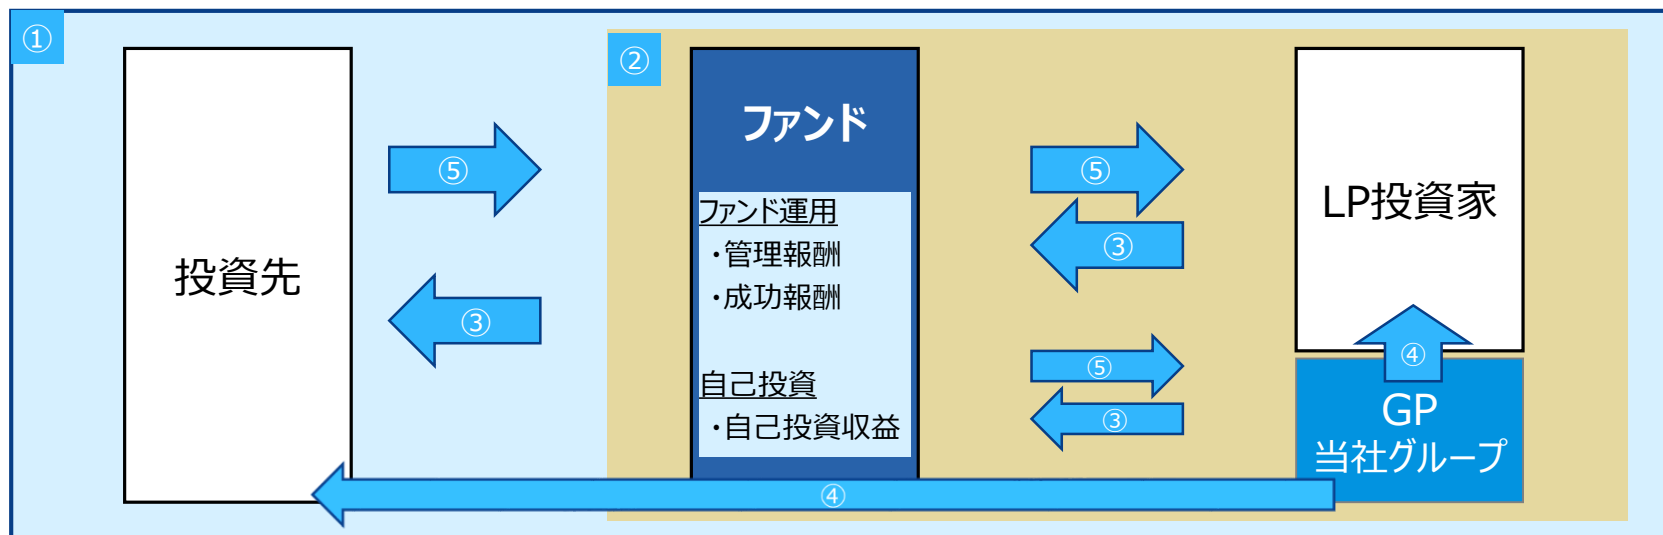 ①
②
投資先
⑤
③
ファンド
ファンド運用
・管理報酬
・成功報酬
自己投資
・自己投資収益
⑤
③
⑤
③
LP投資家
④
GP
当社グループ
④